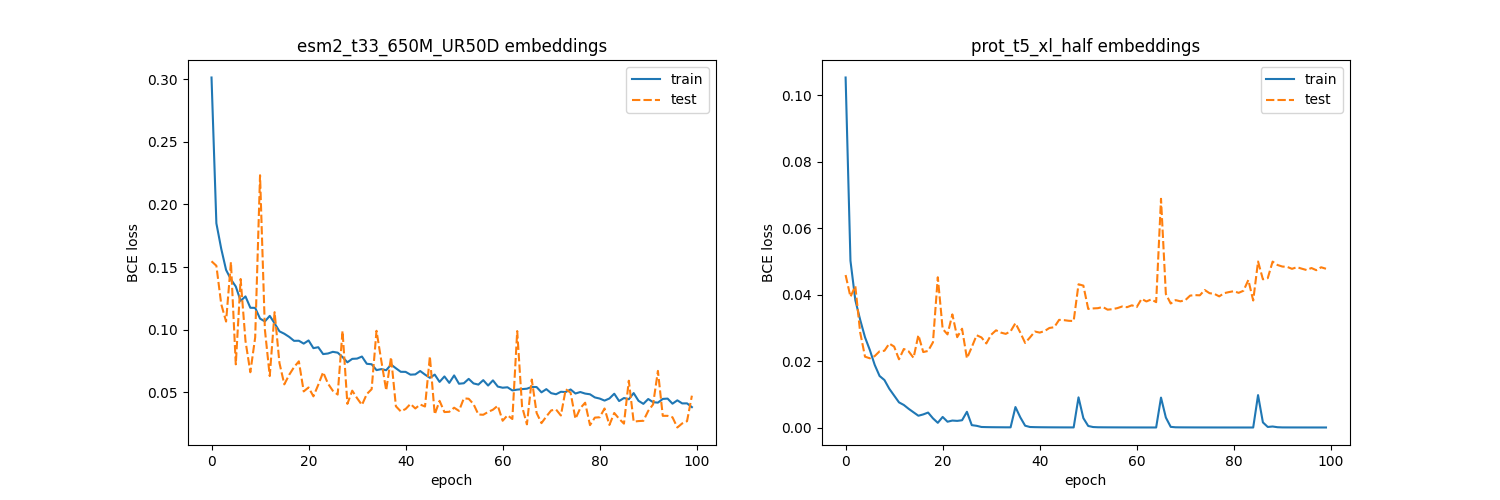 esm2_t33_650M_UR50D embeddings
train
test
0.30
0.25
0.20
0.15
0.10
0.05
BCE loss
0 20 40 60 80 100
epoch
prot_t5_xl_half embeddings
train
test
0.10
0.08
0.06
0.04
0.02
0.00
BCE loss
0 20 40 60 80 100
epoch